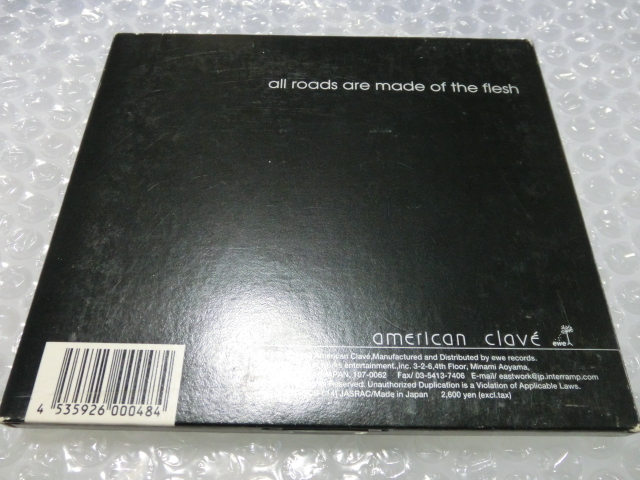 all roads are made of the flesh
american clavé
ewe
American Clavé,Manufactured and Distributed by ewe records.
entertainment.,inc. 3-2-6,4th Floor, Minami Aoyama,
JAPAN, 107-0062 Fax/ 03-5413-7406 E-mail/ eastwork@jp.interramp.com
Reserved. Unauthorized Duplication is a Violation of Applicable Laws.
JASRAC/Made in Japan 2,600 yen (excl.tax)
4 535926 000484